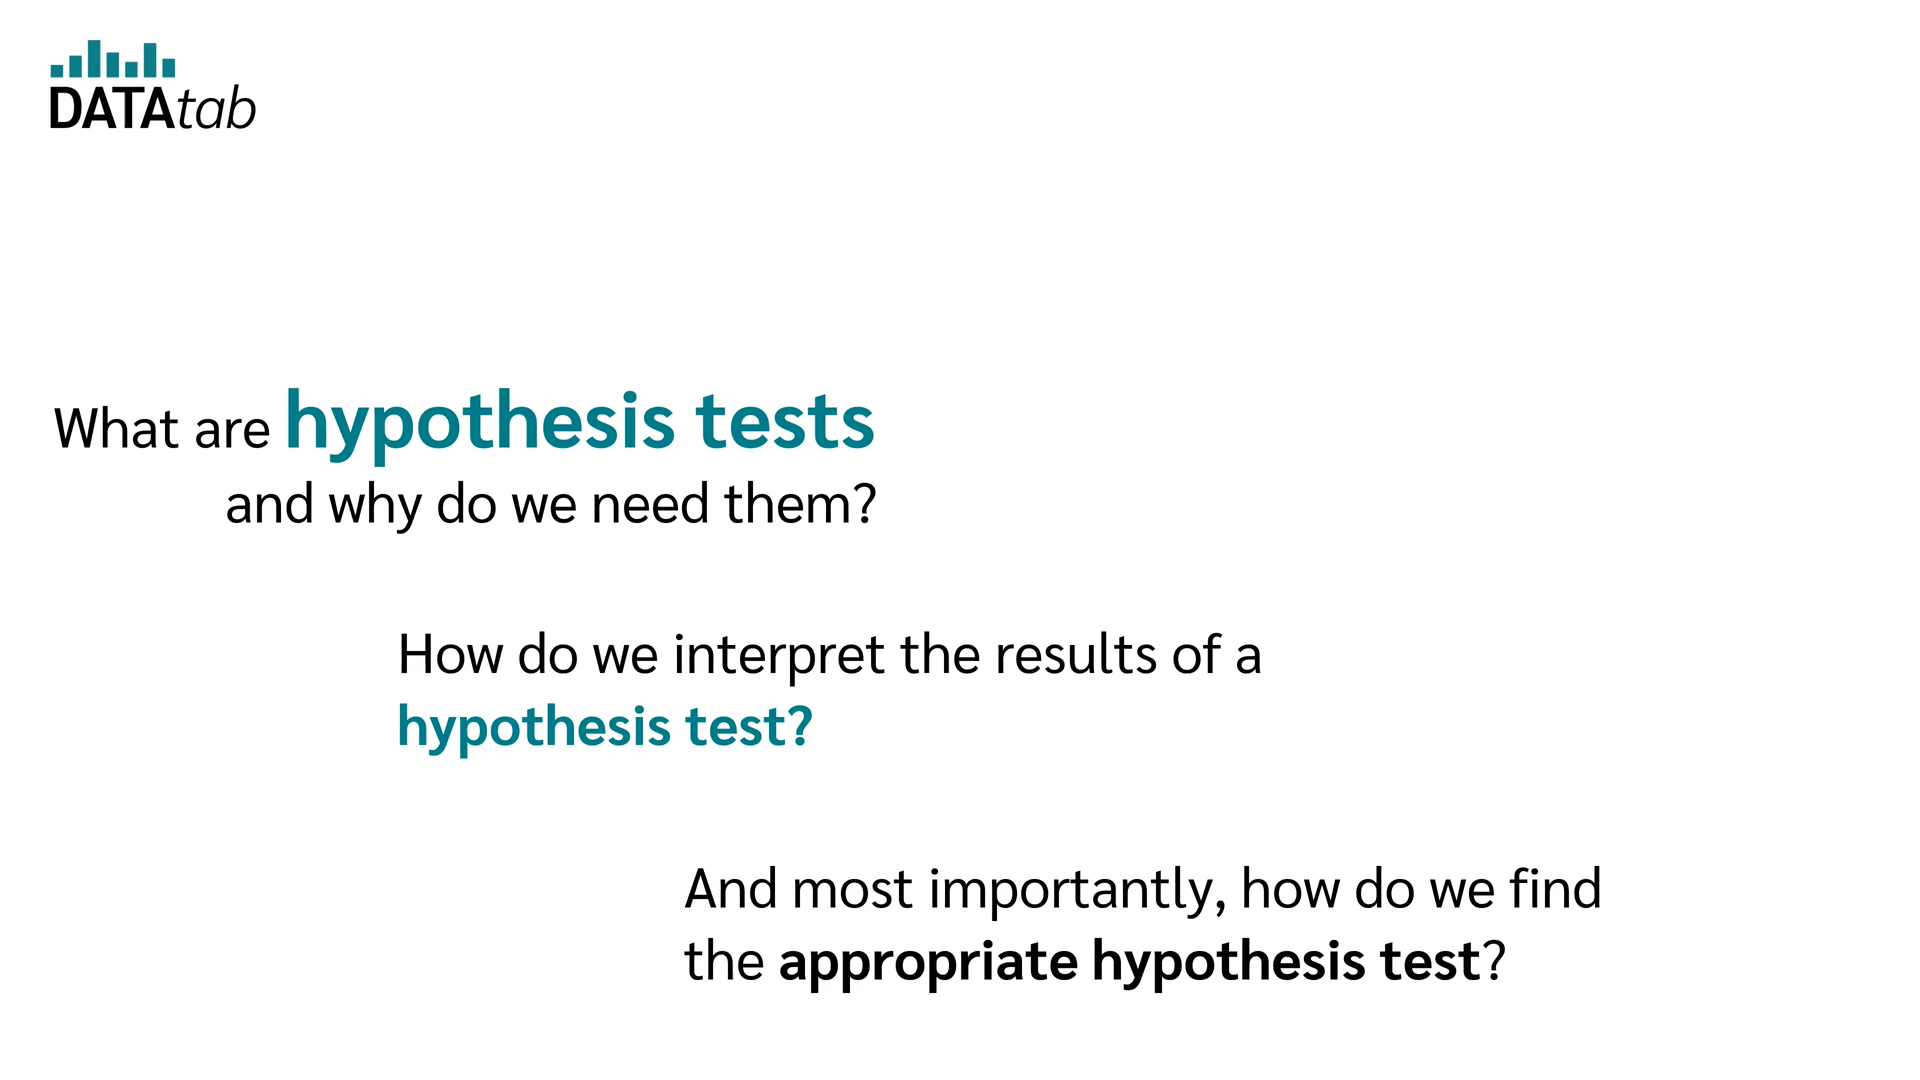 DATAtab
What are hypothesis tests
and why do we need them?
How do we interpret the results of a
hypothesis test?
And most importantly, how do we find
the appropriate hypothesis test?